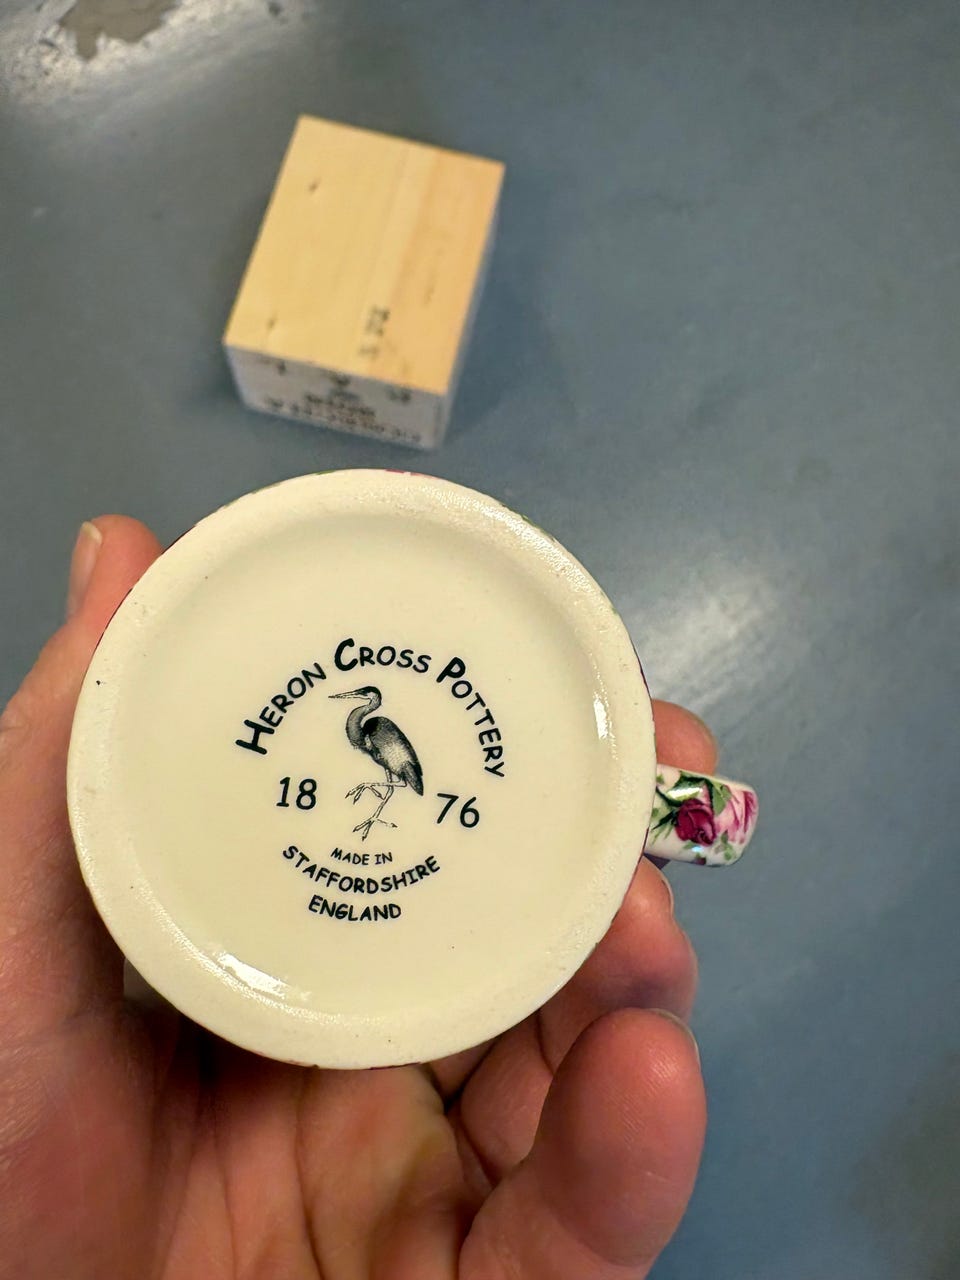 HERON CROSS POTTERY
18 76
MADE IN
STAFFORDSHIRE
ENGLAND